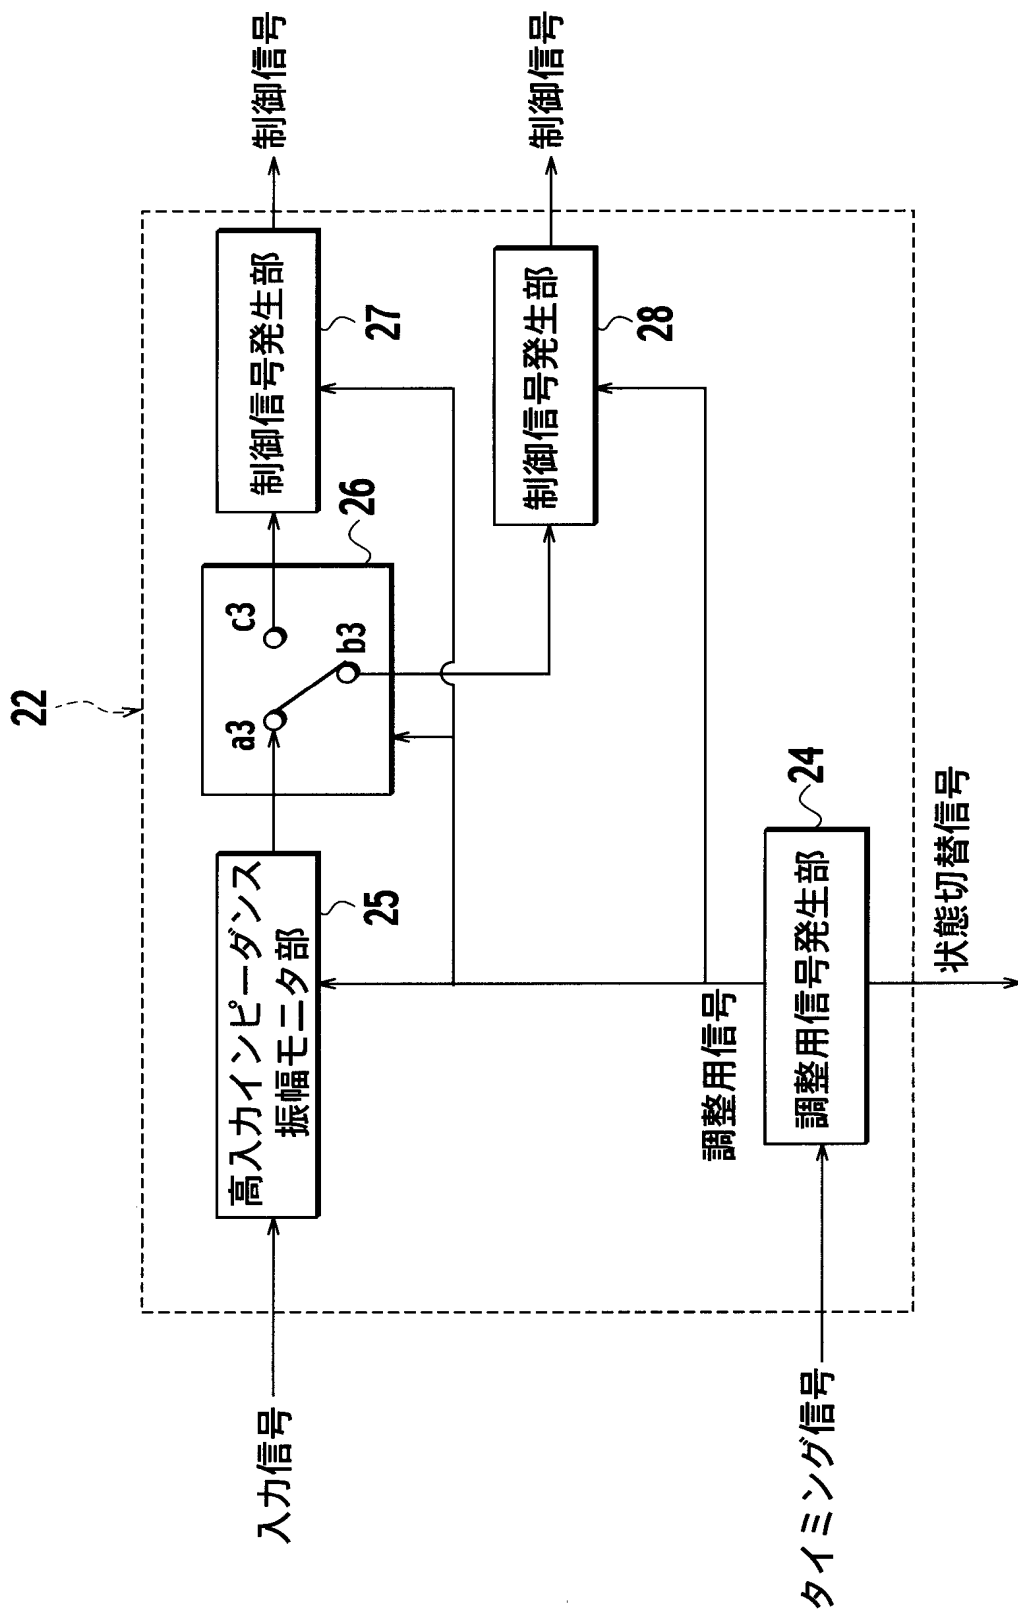 22
入力信号
高入力インピーダンス
振幅モニタ部
25
a3
c3
b3
26
制御信号発生部
27
制御信号
制御信号発生部
28
制御信号
調整用信号
タイミング信号
調整用信号発生部
24
状態切替信号